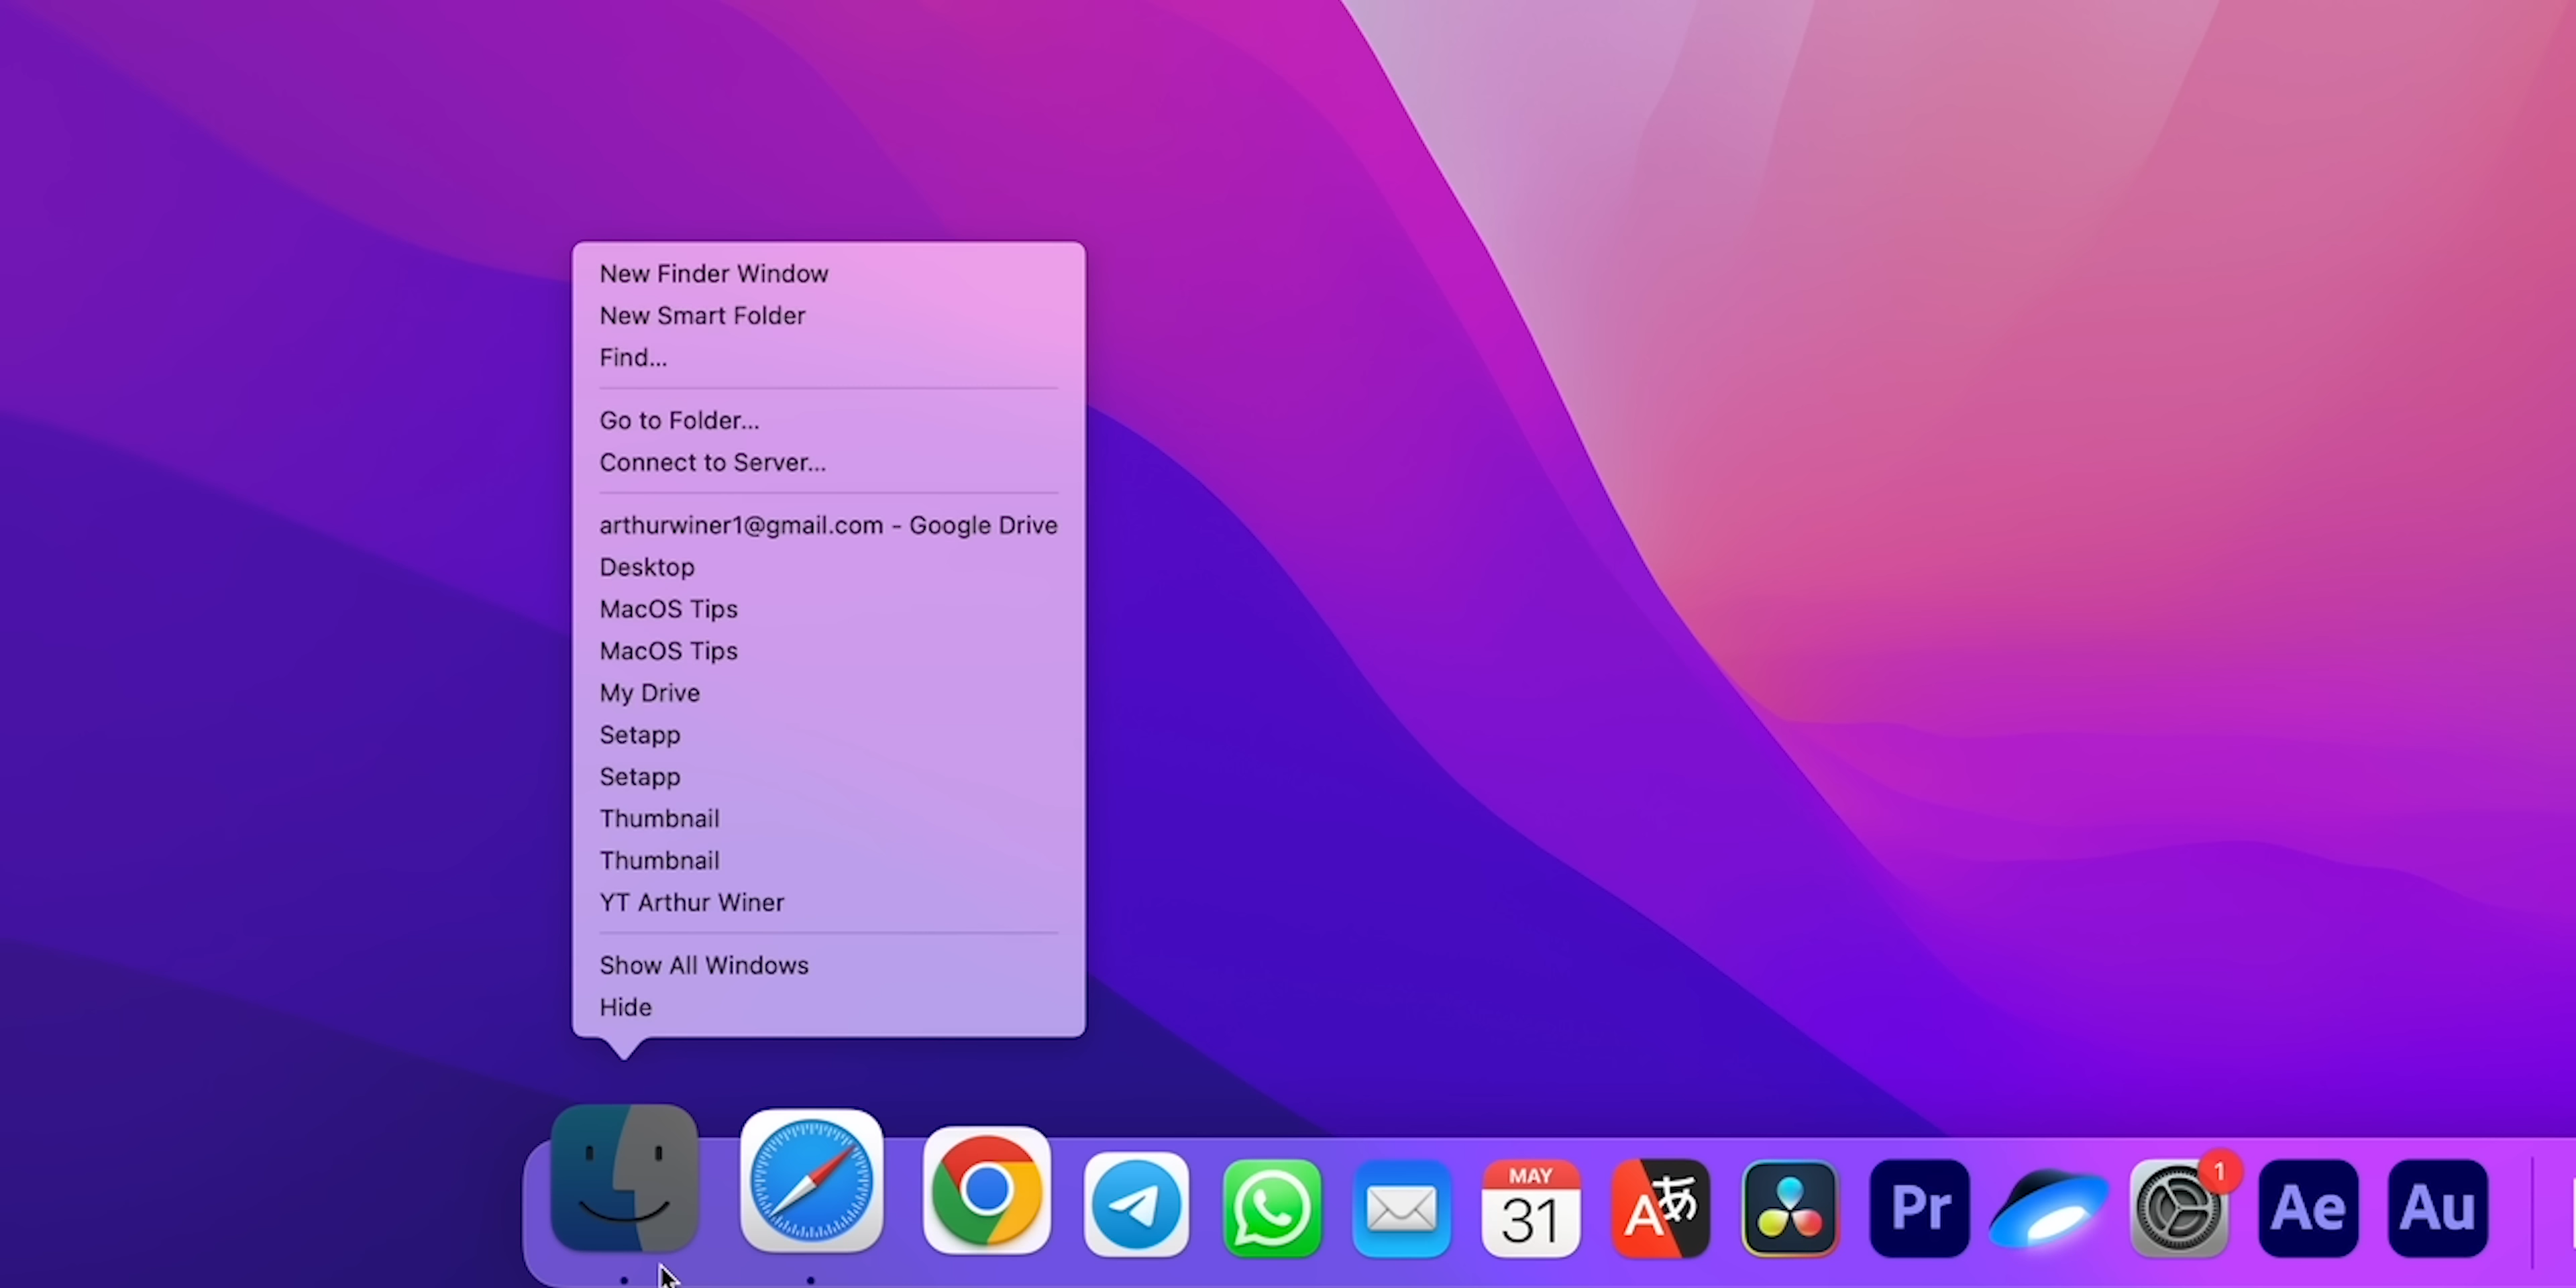 New Finder Window
New Smart Folder
Find...
Go to Folder...
Connect to Server...
arthurwiner1@gmail.com - Google Drive
Desktop
MacOS Tips
MacOS Tips
My Drive
Setapp
Setapp
Thumbnail
Thumbnail
YT Arthur Winer
Show All Windows
Hide
MAY
31
A あ
Pr
1
Ae
Au